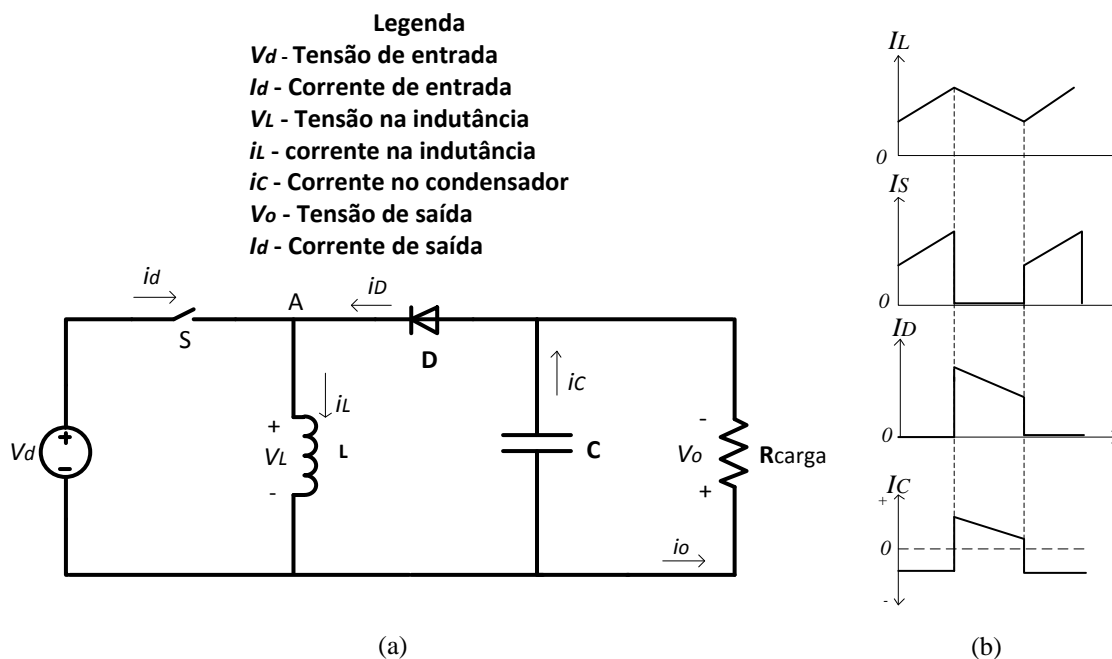 Legenda
Vd - Tensão de entrada
Id - Corrente de entrada
VL - Tensão na indutância
iL - corrente na indutância
iC - Corrente no condensador
Vo - Tensão de saída
Id - Corrente de saída
id
iD
A
S
D
iC
iL
+
VL
-
L
Vd
+
-
C
-
Vo
+
Rcarga
io
(a)
IL
0
IS
0
ID
0
IC
+
0
-
(b)